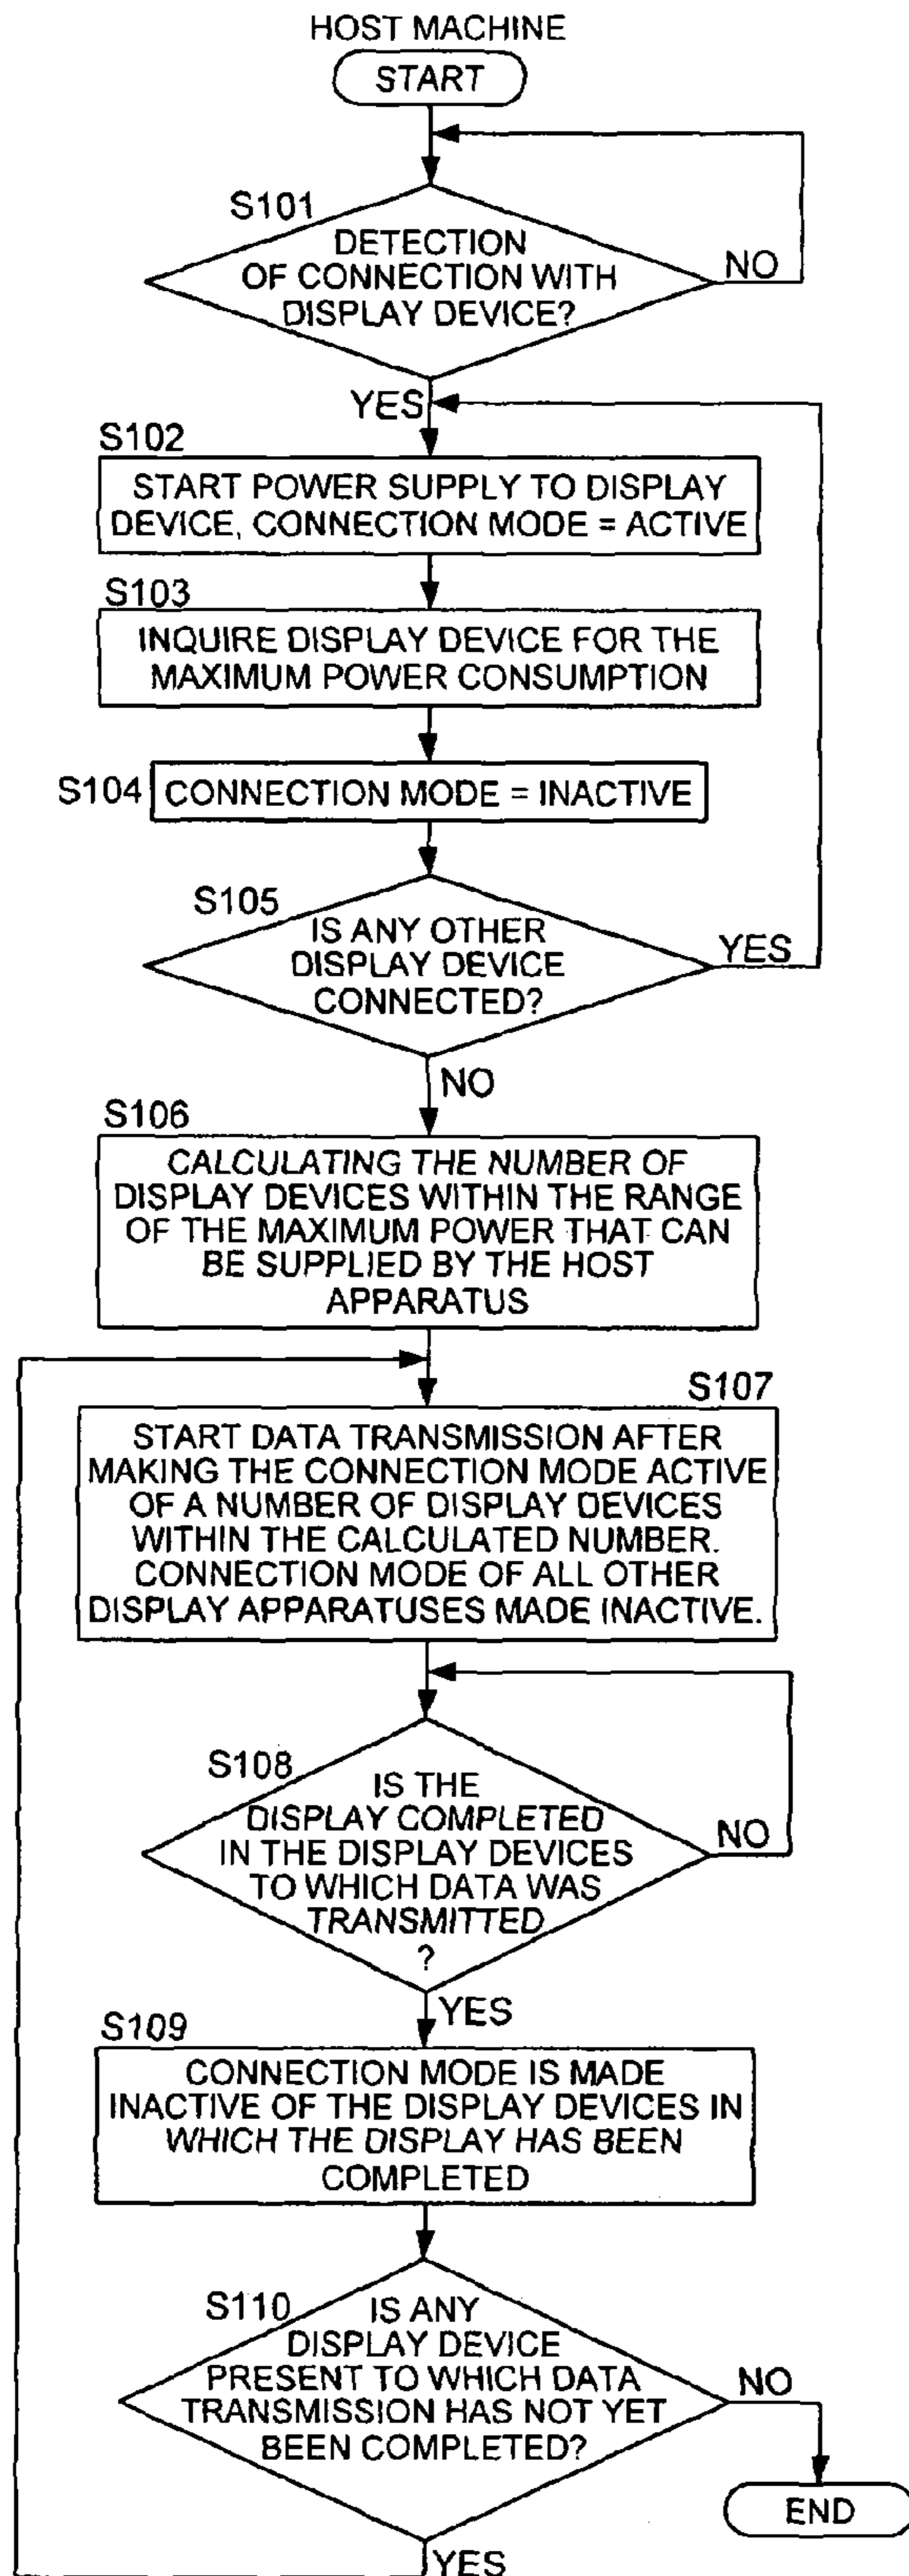 HOST MACHINE
START
S101
DETECTION
OF CONNECTION WITH
DISPLAY DEVICE?
NO
YES
S102
START POWER SUPPLY TO DISPLAY
DEVICE, CONNECTION MODE = ACTIVE
S103
INQUIRE DISPLAY DEVICE FOR THE
MAXIMUM POWER CONSUMPTION
S104
CONNECTION MODE = INACTIVE
S105
IS ANY OTHER
DISPLAY DEVICE
CONNECTED?
YES
NO
S106
CALCULATING THE NUMBER OF
DISPLAY DEVICES WITHIN THE RANGE
OF THE MAXIMUM POWER THAT CAN
BE SUPPLIED BY THE HOST
APPARATUS
S107
START DATA TRANSMISSION AFTER
MAKING THE CONNECTION MODE ACTIVE
OF A NUMBER OF DISPLAY DEVICES
WITHIN THE CALCULATED NUMBER.
CONNECTION MODE OF ALL OTHER
DISPLAY APPARATUSES MADE INACTIVE.
S108
IS THE
DISPLAY COMPLETED
IN THE DISPLAY DEVICES
TO WHICH DATA WAS
TRANSMITTED
?
NO
YES
S109
CONNECTION MODE IS MADE
INACTIVE OF THE DISPLAY DEVICES IN
WHICH THE DISPLAY HAS BEEN
COMPLETED
S110
IS ANY
DISPLAY DEVICE
PRESENT TO WHICH DATA
TRANSMISSION HAS NOT YET
BEEN COMPLETED?
NO
END
YES